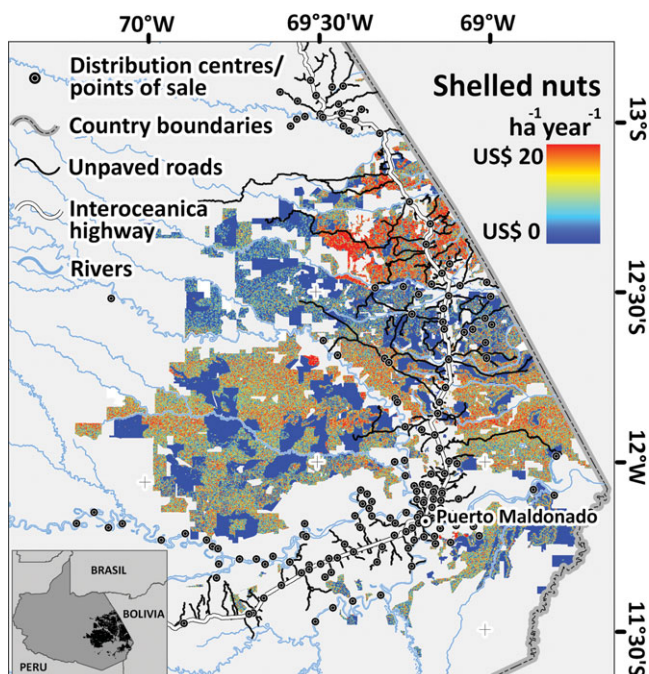 70°W
69°30'W
69°W
Distribution centres/
points of sale
Country boundaries
Unpaved roads
Interoceanica
highway
Rivers
Shelled nuts
ha⁻¹ year⁻¹
US$ 20
US$ 0
13°S
12°30'S
12°S
11°30'S
Puerto Maldonado
BRASIL
BOLIVIA
PERU